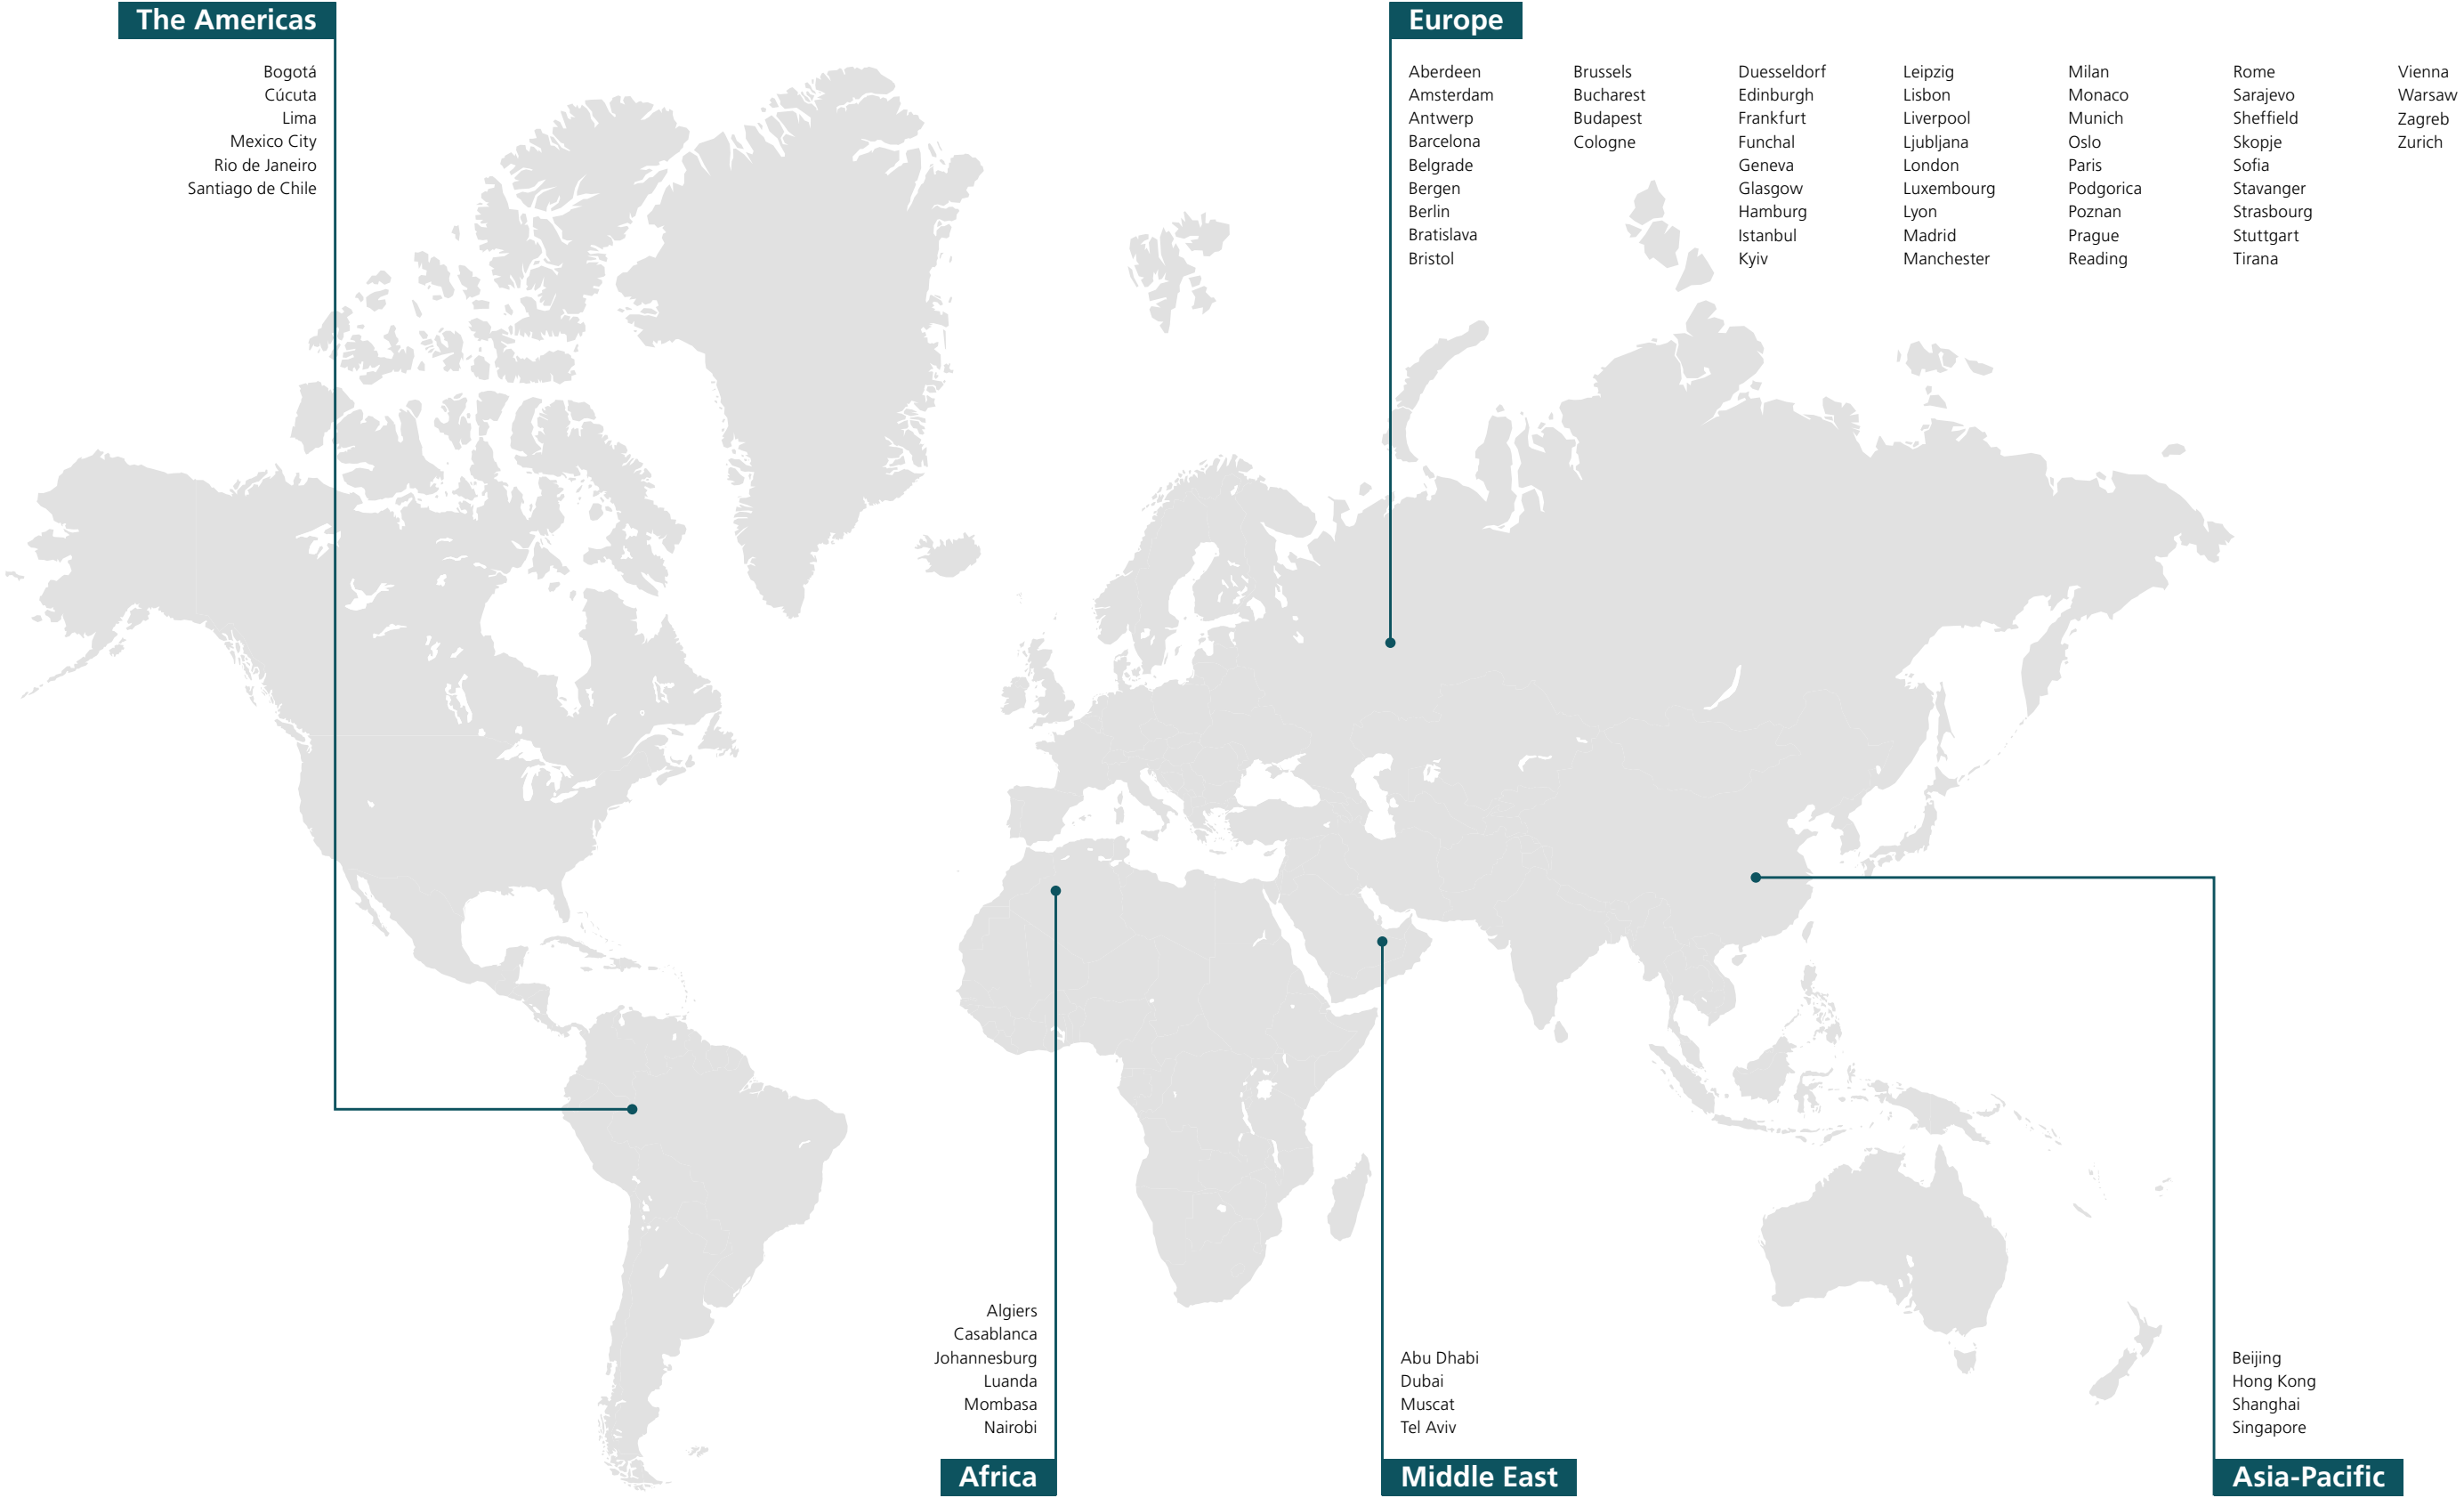 The Americas
Bogotá
Cúcuta
Lima
Mexico City
Rio de Janeiro
Santiago de Chile
Europe
Aberdeen
Amsterdam
Antwerp
Barcelona
Belgrade
Bergen
Berlin
Bratislava
Bristol
Brussels
Bucharest
Budapest
Cologne
Duesseldorf
Edinburgh
Frankfurt
Funchal
Geneva
Glasgow
Hamburg
Istanbul
Kyiv
Leipzig
Lisbon
Liverpool
Ljubljana
London
Luxembourg
Lyon
Madrid
Manchester
Milan
Monaco
Munich
Oslo
Paris
Podgorica
Poznan
Prague
Reading
Rome
Sarajevo
Sheffield
Skopje
Sofia
Stavanger
Strasbourg
Stuttgart
Tirana
Vienna
Warsaw
Zagreb
Zurich
Algiers
Casablanca
Johannesburg
Luanda
Mombasa
Nairobi
Africa
Abu Dhabi
Dubai
Muscat
Tel Aviv
Middle East
Beijing
Hong Kong
Shanghai
Singapore
Asia-Pacific